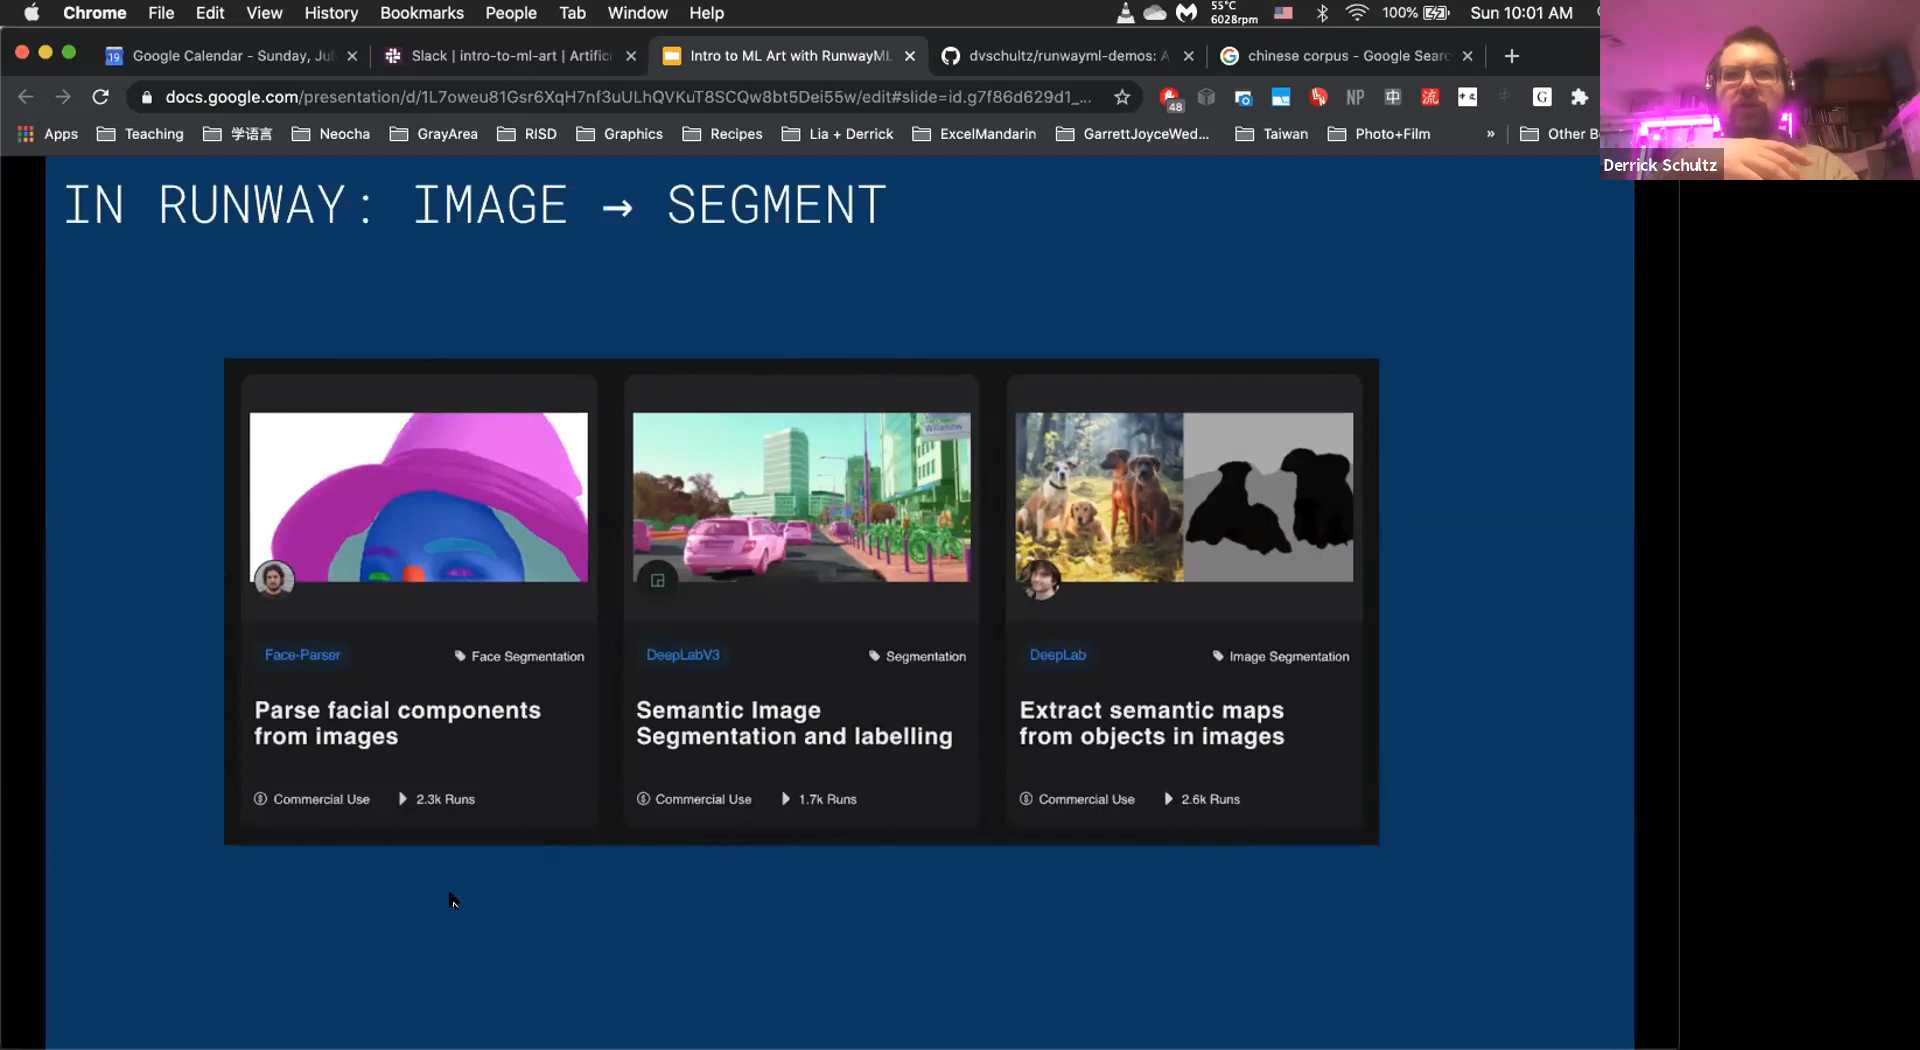 Chrome File Edit View History Bookmarks People Tab Window Help 55°C 6028rpm 100% Sun 10:01 AM
Google Calendar - Sunday, Jul Slack | intro-to-ml-art | Artific Intro to ML Art with RunwayML dvschultz/runwayml-demos: A chinese corpus - Google Searc
docs.google.com/presentation/d/1L7oweu81Gsr6XqH7nf3uULhQVKuT8SCQw8bt5Dei55w/edit#slide=id.g7f86d629d1_... 48 NP 中 流 G
Apps Teaching 学语言 Neocha GrayArea RISD Graphics Recipes Lia + Derrick ExcelMandarin GarrettJoyceWed... Taiwan Photo+Film » Other B
Derrick Schultz
IN RUNWAY: IMAGE → SEGMENT
Face-Parser Face Segmentation
Parse facial components
from images
Commercial Use 2.3k Runs
DeepLabV3 Segmentation
Semantic Image
Segmentation and labelling
Commercial Use 1.7k Runs
DeepLab Image Segmentation
Extract semantic maps
from objects in images
Commercial Use 2.6k Runs